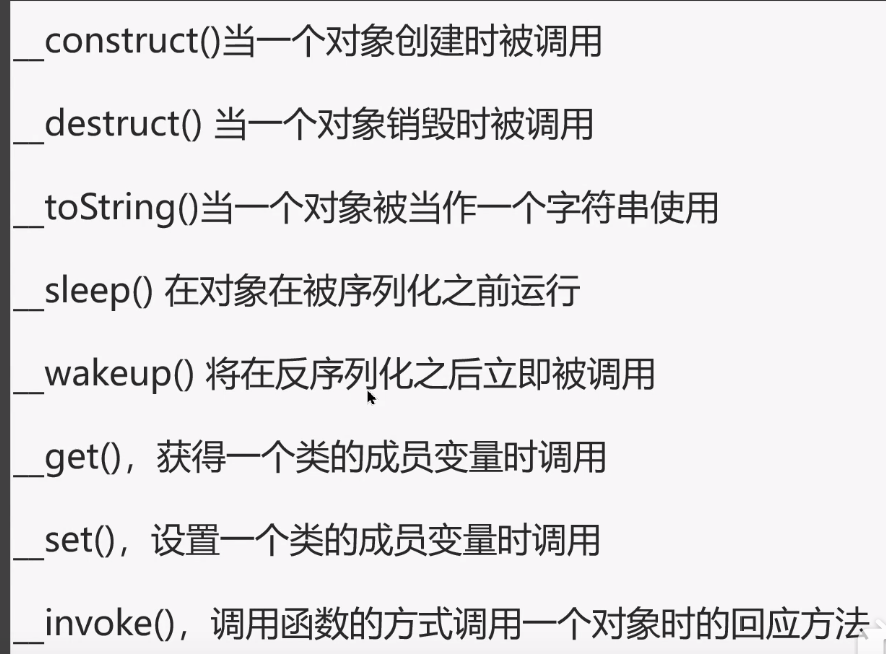 __construct()当一个对象创建时被调用
__destruct() 当一个对象销毁时被调用
__toString()当一个对象被当作一个字符串使用
__sleep() 在对象在被序列化之前运行
__wakeup() 将在反序列化之后立即被调用
__get()，获得一个类的成员变量时调用
__set()，设置一个类的成员变量时调用
__invoke()，调用函数的方式调用一个对象时的回应方法